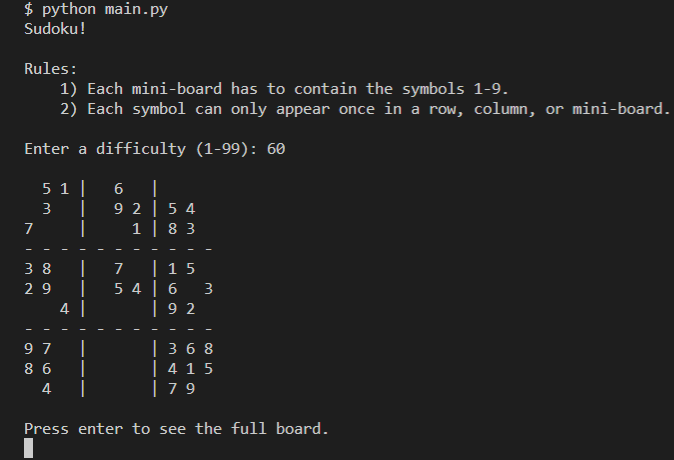 $ python main.py
Sudoku!
Rules:
    1) Each mini-board has to contain the symbols 1-9.
    2) Each symbol can only appear once in a row, column, or mini-board.
Enter a difficulty (1-99): 60
  5 1 |   6   |
  3   |   9 2 | 5 4
7     |     1 | 8 3
- - - - - - - - - - -
3 8   |   7   | 1 5
2 9   |   5 4 | 6   3
    4 |       | 9 2
- - - - - - - - - - -
9 7   |       | 3 6 8
8 6   |       | 4 1 5
  4   |       | 7 9
Press enter to see the full board.